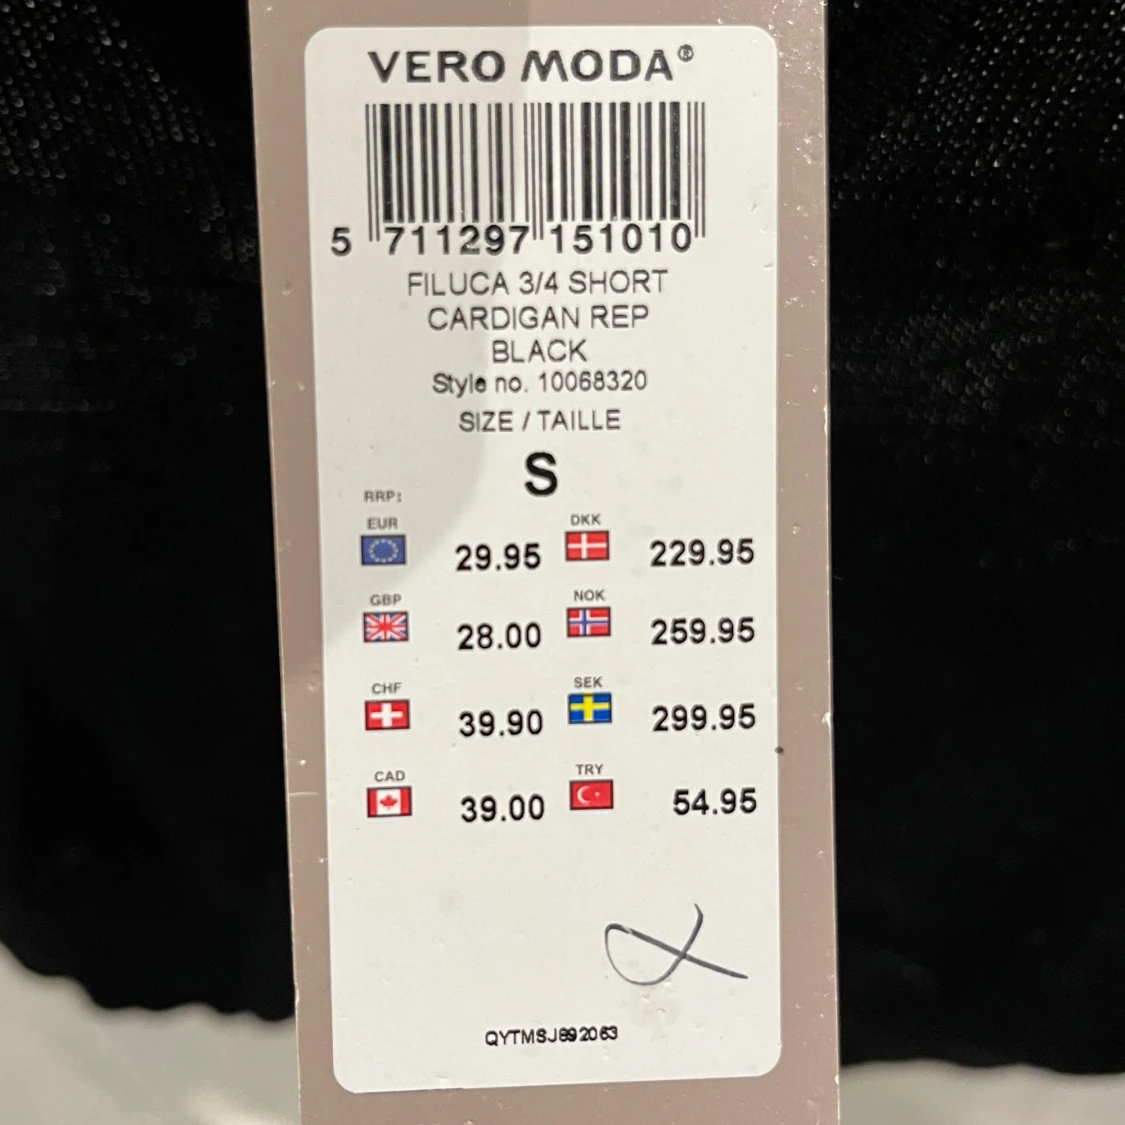 VERO MODA®
5 711297 151010
FILUCA 3/4 SHORT
CARDIGAN REP
BLACK
Style no. 10068320
SIZE / TAILLE
S
RRP:
EUR 29.95 DKK 229.95
GBP 28.00 NOK 259.95
CHF 39.90 SEK 299.95
CAD 39.00 TRY 54.95
QYTMSJ892063